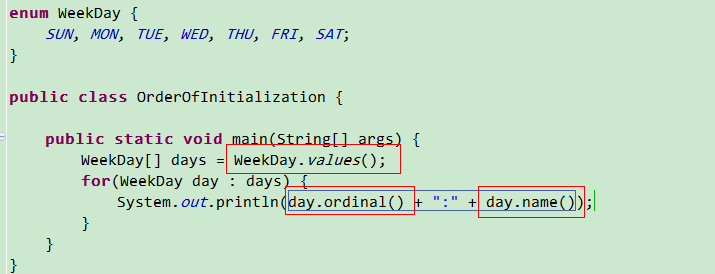 enum WeekDay {
    SUN, MON, TUE, WED, THU, FRI, SAT;
}
public class OrderOfInitialization {
    public static void main(String[] args) {
        WeekDay[] days = WeekDay.values();
        for(WeekDay day : days) {
            System.out.println(day.ordinal() + ":" + day.name());
        }
    }
}